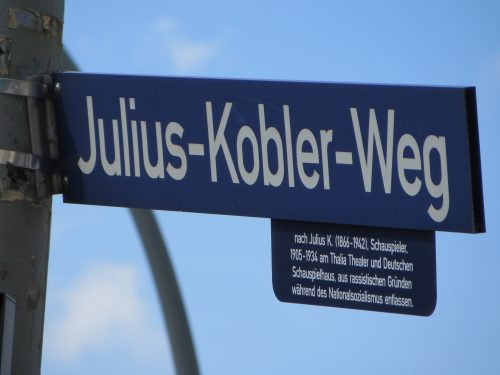 Julius-Kobler-Weg
nach Julius K. (1866-1942), Schauspieler,
1905-1934 am Thalia Theater und Deutschen
Schauspielhaus, aus rassistischen Gründen
während des Nationalsozialismus entlassen.